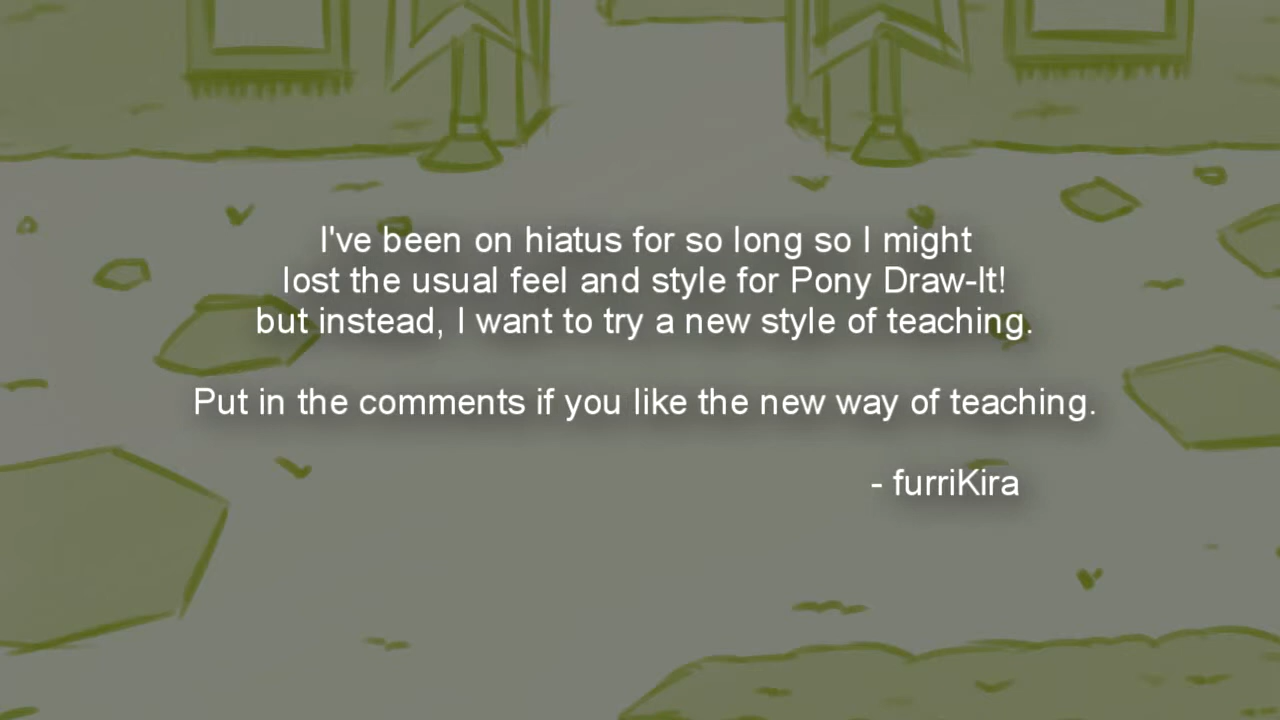 I've been on hiatus for so long so I might
lost the usual feel and style for Pony Draw-It!
but instead, I want to try a new style of teaching.
Put in the comments if you like the new way of teaching.
- furriKira